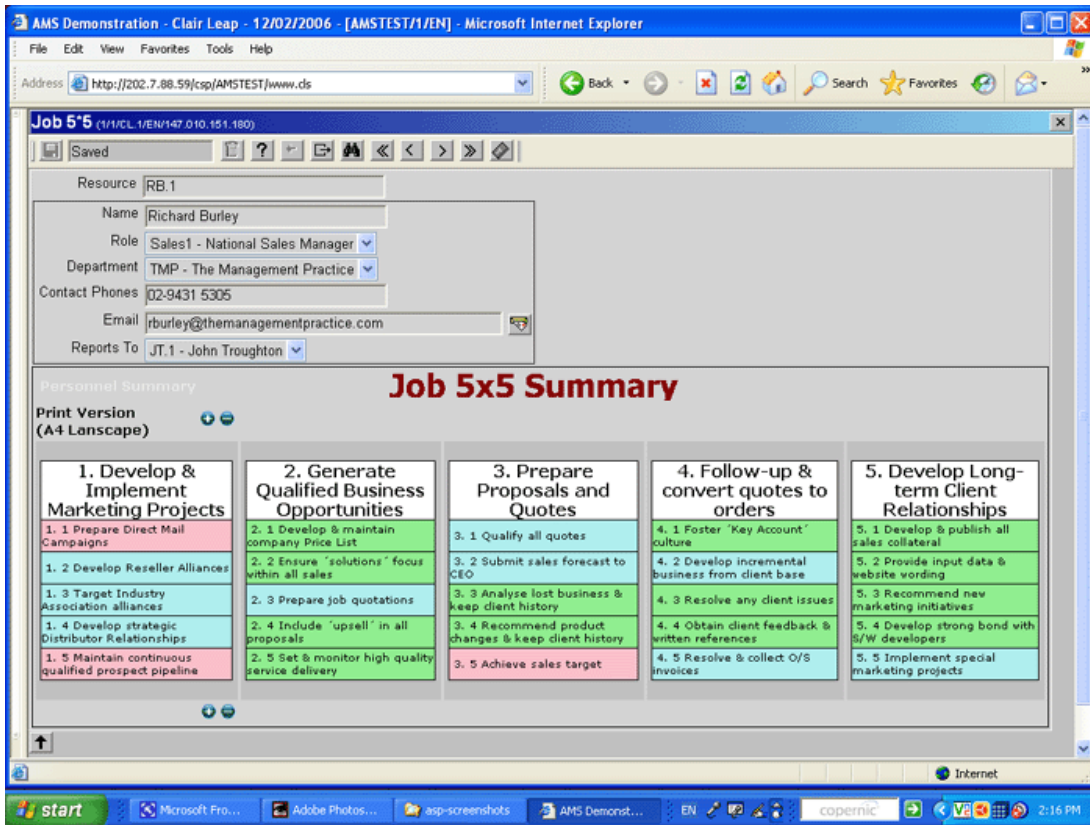 AMS Demonstration - Clair Leap - 12/02/2006 - [AMSTEST/1/EN] - Microsoft Internet Explorer
File Edit View Favorites Tools Help
Address http://202.7.88.59/csp/AMSTEST/www.cls Back Search Favorites
Job 5*5 (1/1/CL.1/EN/147.010.151.180)
Saved
Resource RB.1
Name Richard Burley
Role Sales1 - National Sales Manager
Department TMP - The Management Practice
Contact Phones 02-9431 5305
Email rburley@themanagementpractice.com
Reports To JT.1 - John Troughton
Personnel Summary
Job 5x5 Summary
Print Version
(A4 Lanscape)
1. Develop &
Implement
Marketing Projects
1. 1 Prepare Direct Mail
Campaigns
1. 2 Develop Reseller Alliances
1. 3 Target Industry
Association alliances
1. 4 Develop strategic
Distributor Relationships
1. 5 Maintain continuous
qualified prospect pipeline
2. Generate
Qualified Business
Opportunities
2. 1 Develop & maintain
company Price List
2. 2 Ensure ´solutions´ focus
within all sales
2. 3 Prepare job quotations
2. 4 Include ´upsell´ in all
proposals
2. 5 Set & monitor high quality
service delivery
3. Prepare
Proposals and
Quotes
3. 1 Qualify all quotes
3. 2 Submit sales forecast to
CEO
3. 3 Analyse lost business &
keep client history
3. 4 Recommend product
changes & keep client history
3. 5 Achieve sales target
4. Follow-up &
convert quotes to
orders
4. 1 Foster ´Key Account´
culture
4. 2 Develop incremental
business from client base
4. 3 Resolve any client issues
4. 4 Obtain client feedback &
written references
4. 5 Resolve & collect O/S
invoices
5. Develop Long-
term Client
Relationships
5. 1 Develop & publish all
sales collateral
5. 2 Provide input data &
website wording
5. 3 Recommend new
marketing initiatives
5. 4 Develop strong bond with
S/W developers
5. 5 Implement special
marketing projects
Internet
start Microsoft Fro... Adobe Photos... asp-screenshots AMS Demonst... EN copernic 2:16 PM